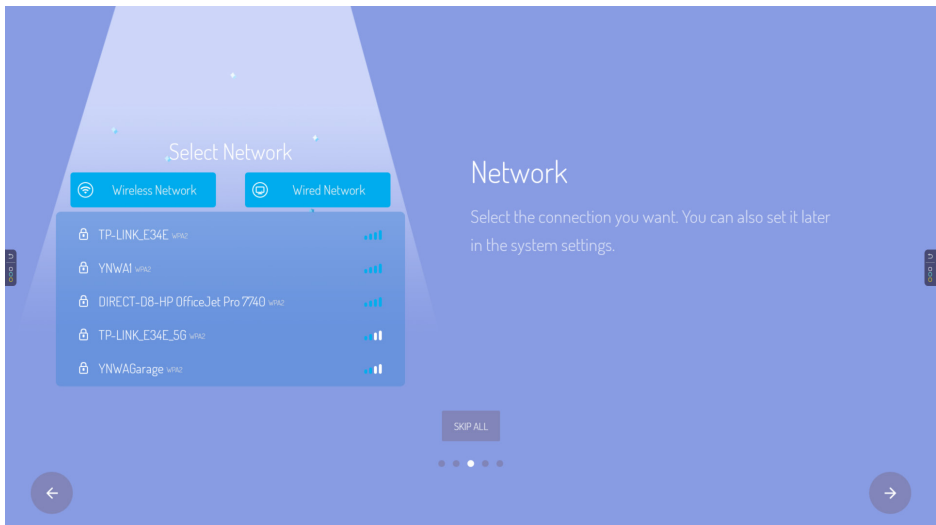 Select Network
Wireless Network
Wired Network
TP-LINK_E34E WPA2
YNWA1 WPA2
DIRECT-D8-HP OfficeJet Pro 7740 WPA2
TP-LINK_E34E_5G WPA2
YNWAGarage WPA2
Network
Select the connection you want. You can also set it later
in the system settings.
SKIP ALL